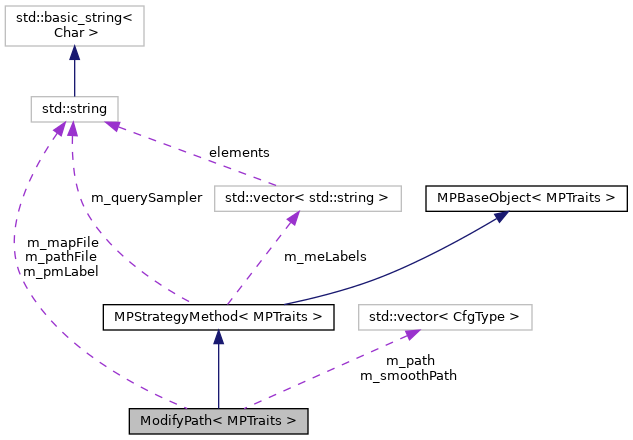 std::basic_string<
Char >
std::string
elements
m_querySampler
std::vector< std::string >
MPBaseObject< MPTraits >
m_mapFile
m_pathFile
m_pmLabel
m_meLabels
MPStrategyMethod< MPTraits >
std::vector< CfgType >
m_path
m_smoothPath
ModifyPath< MPTraits >